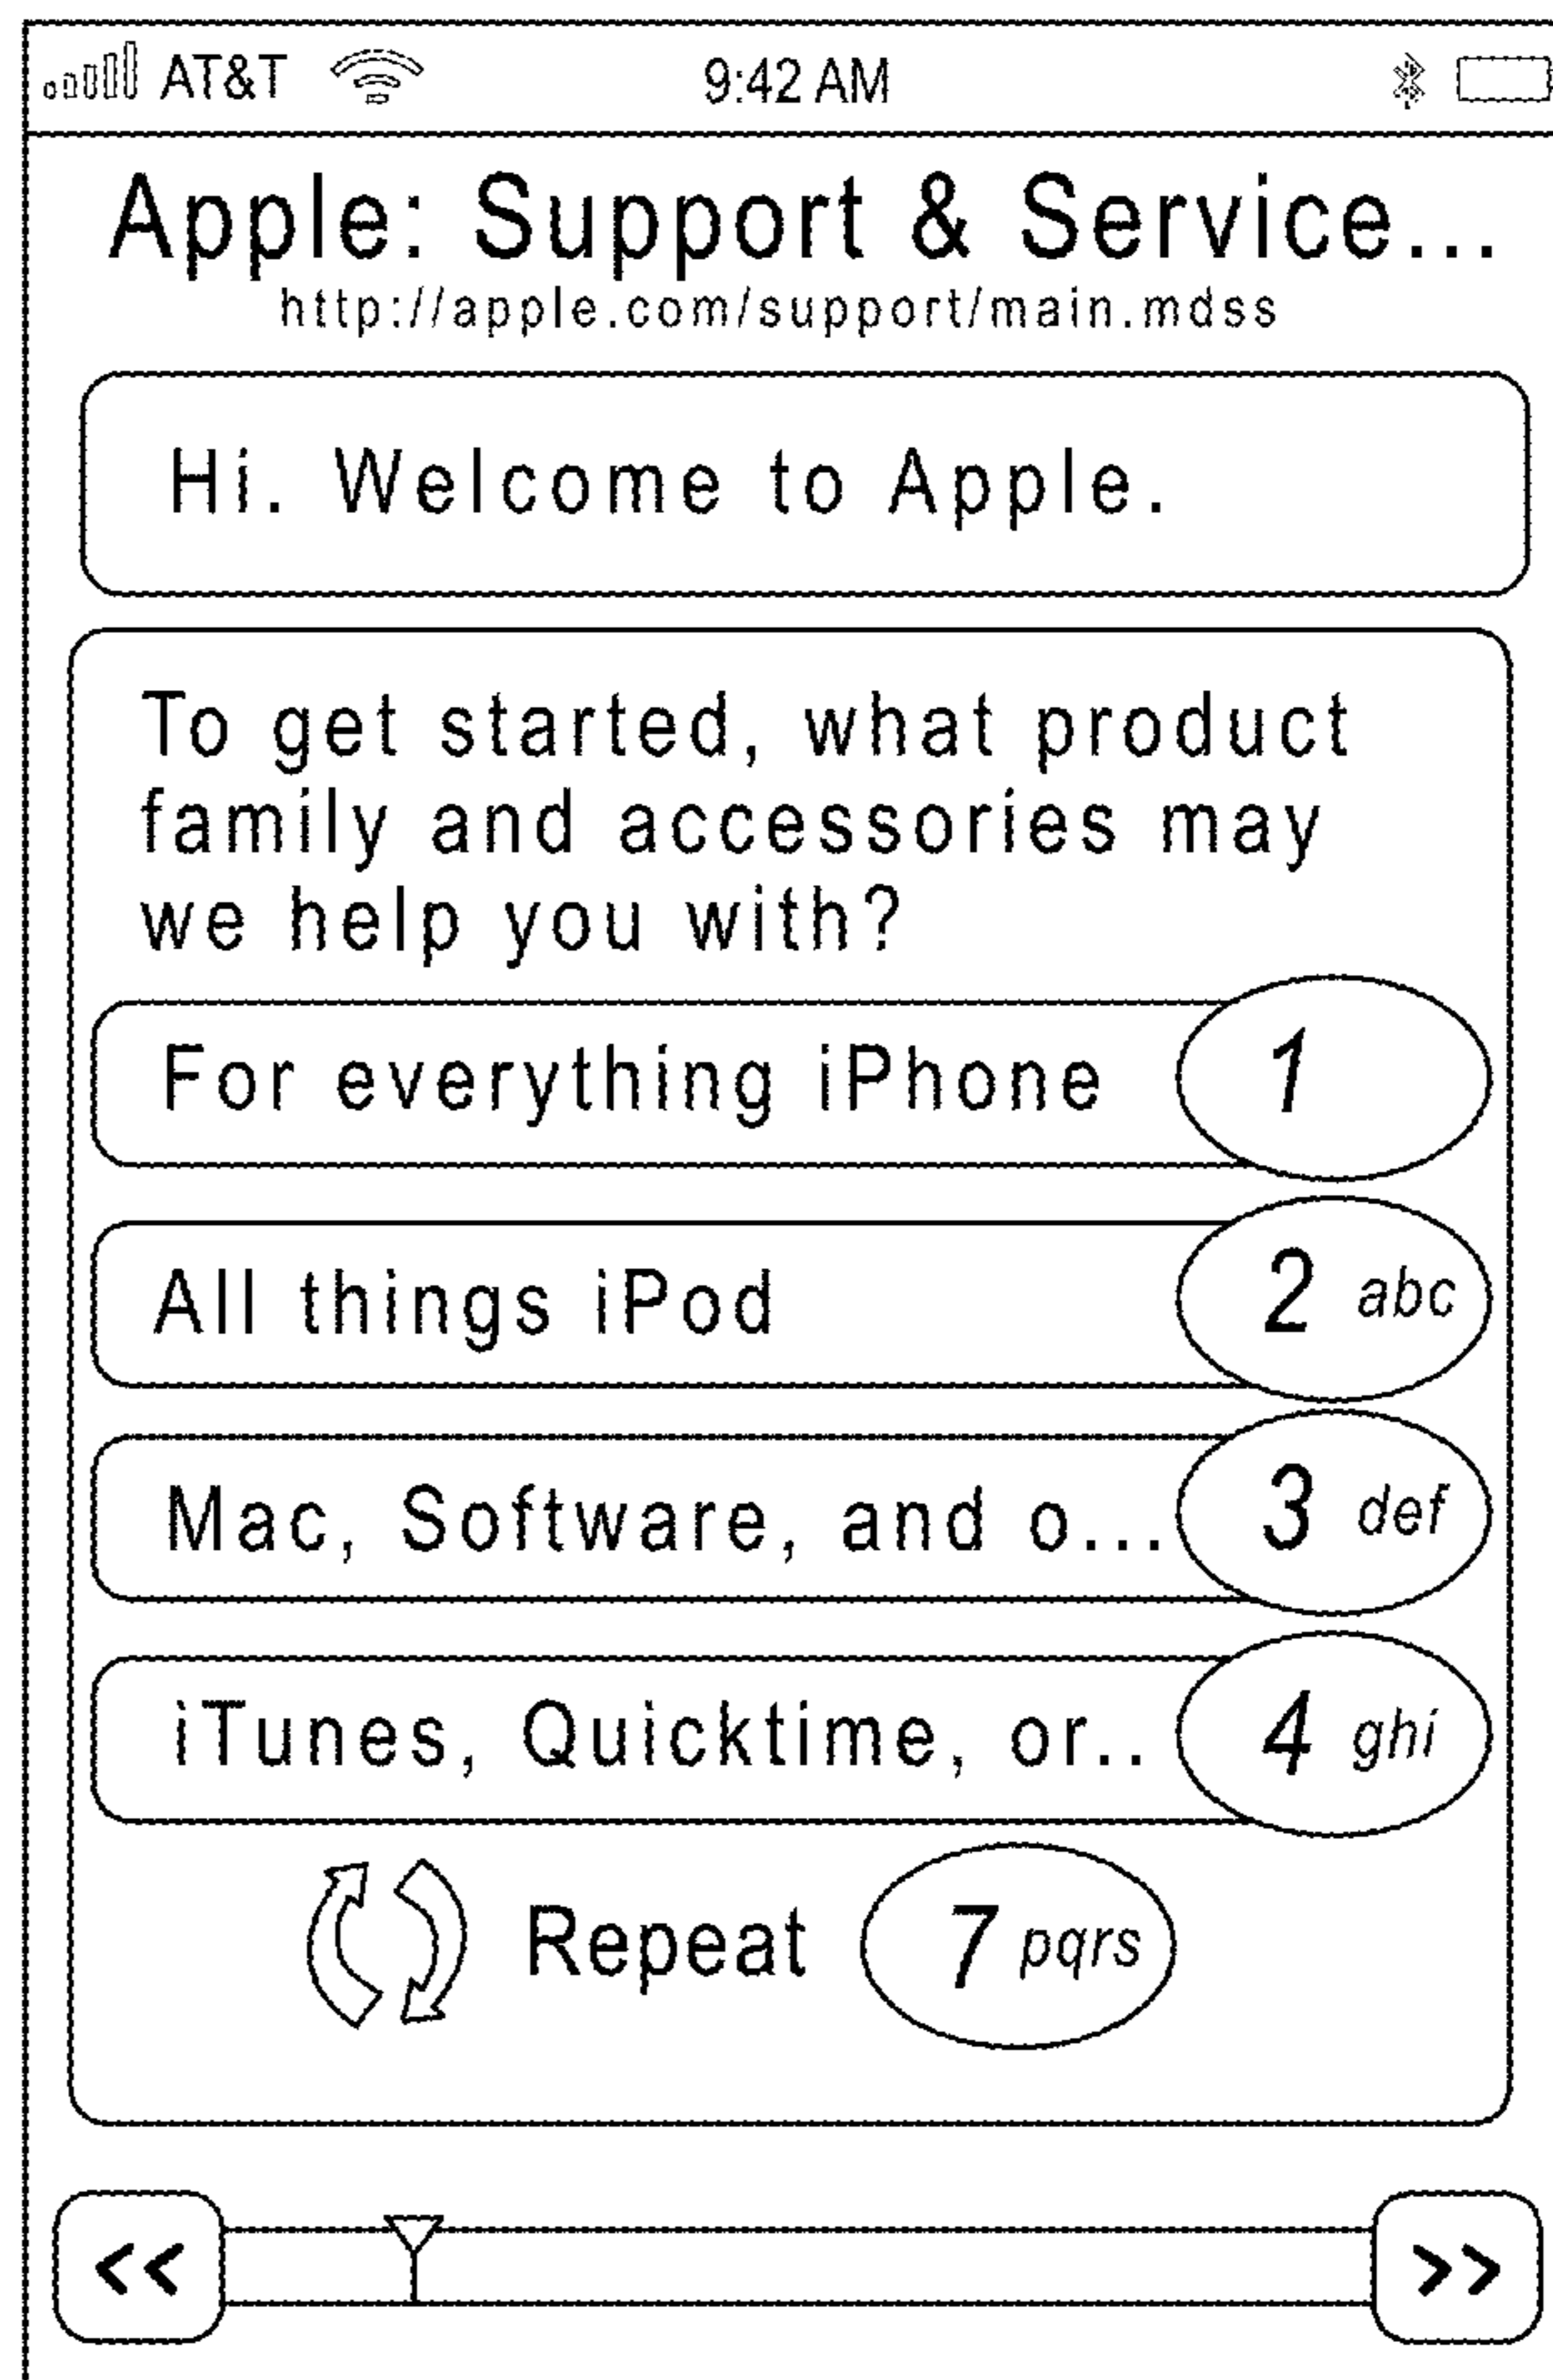 AT&T 9:42 AM
Apple: Support & Service...
http://apple.com/support/main.mdss
Hi. Welcome to Apple.
To get started, what product
family and accessories may
we help you with?
For everything iPhone 1
All things iPod 2 abc
Mac, Software, and o... 3 def
iTunes, Quicktime, or.. 4 ghi
Repeat 7 pqrs
<< >>